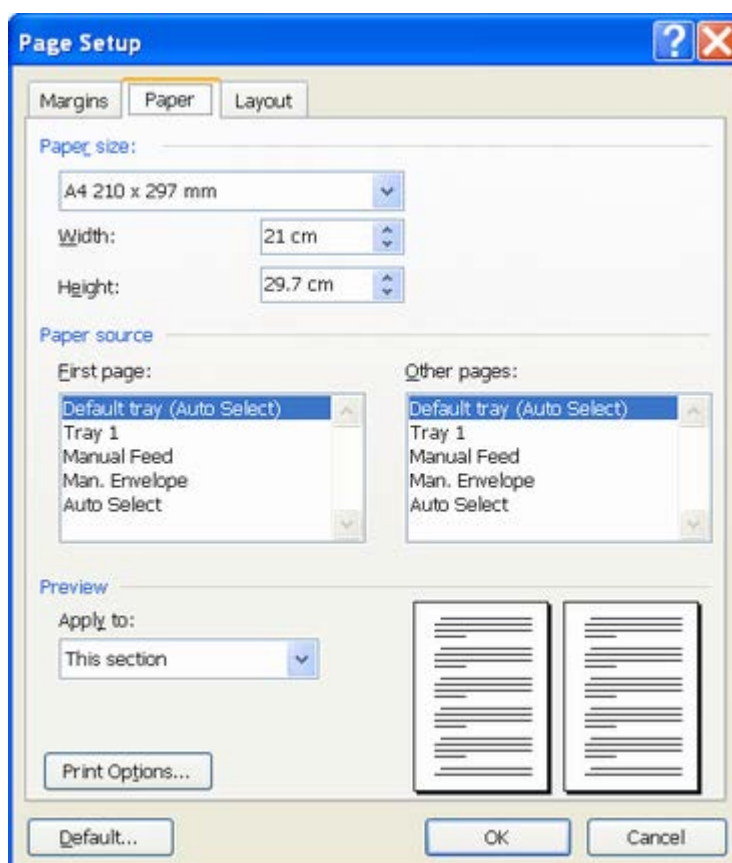 Page Setup
Margins Paper Layout
Paper size:
A4 210 x 297 mm
Width: 21 cm
Height: 29.7 cm
Paper source
First page: Other pages:
Default tray (Auto Select) Default tray (Auto Select)
Tray 1 Tray 1
Manual Feed Manual Feed
Man. Envelope Man. Envelope
Auto Select Auto Select
Preview
Apply to:
This section
Print Options...
Default... OK Cancel